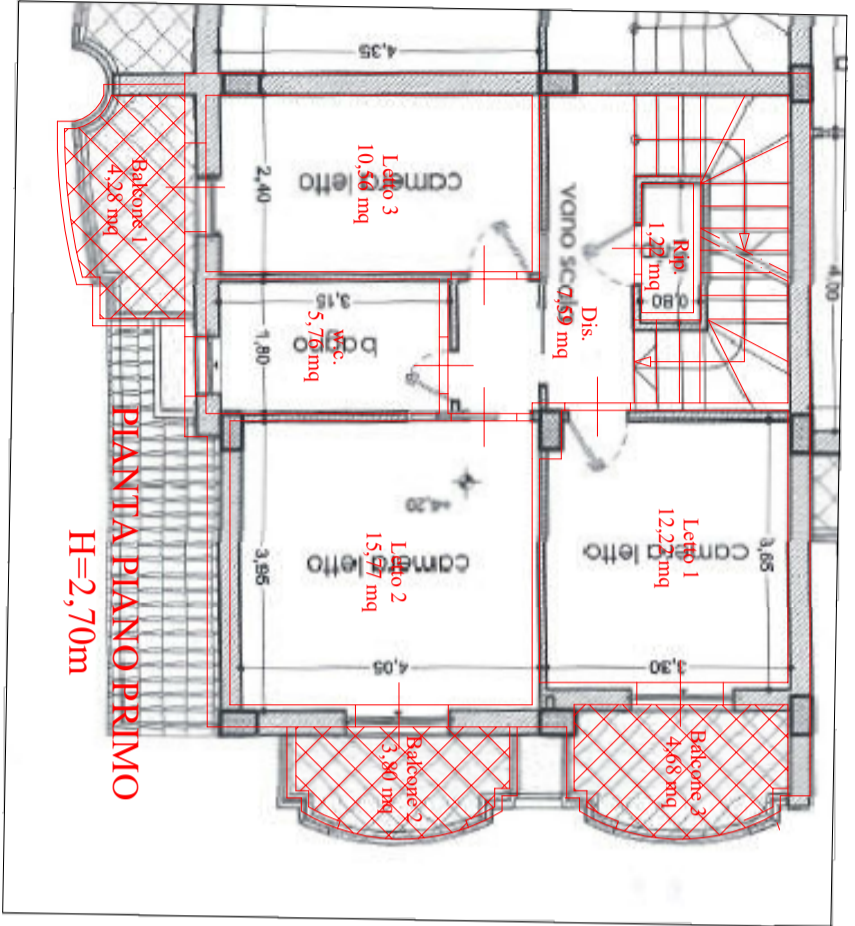 4,35
4,00
Balcone 1
4,28 mq
2,40
camera letto
Letto 3
10,56 mq
vano scala
Rip.
1,22 mq
0,80
Dis.
7,59 mq
3,15
bagno
w.c.
5,76 mq
1,80
+4,20
camera letto
Letto 2
15,77 mq
3,95
4,05
camera letto
Letto 1
12,22 mq
3,65
3,30
Balcone 2
3,80 mq
Balcone 3
4,68 mq
PIANTA PIANO PRIMO
H=2,70m